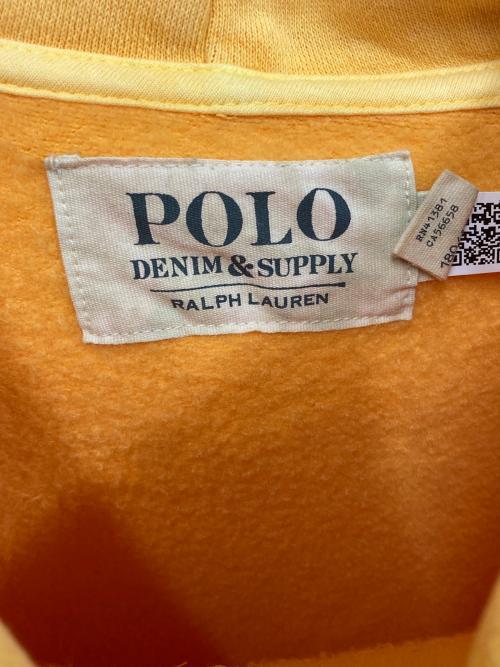 POLO
DENIM & SUPPLY
RALPH LAUREN
RN41381
CA56658